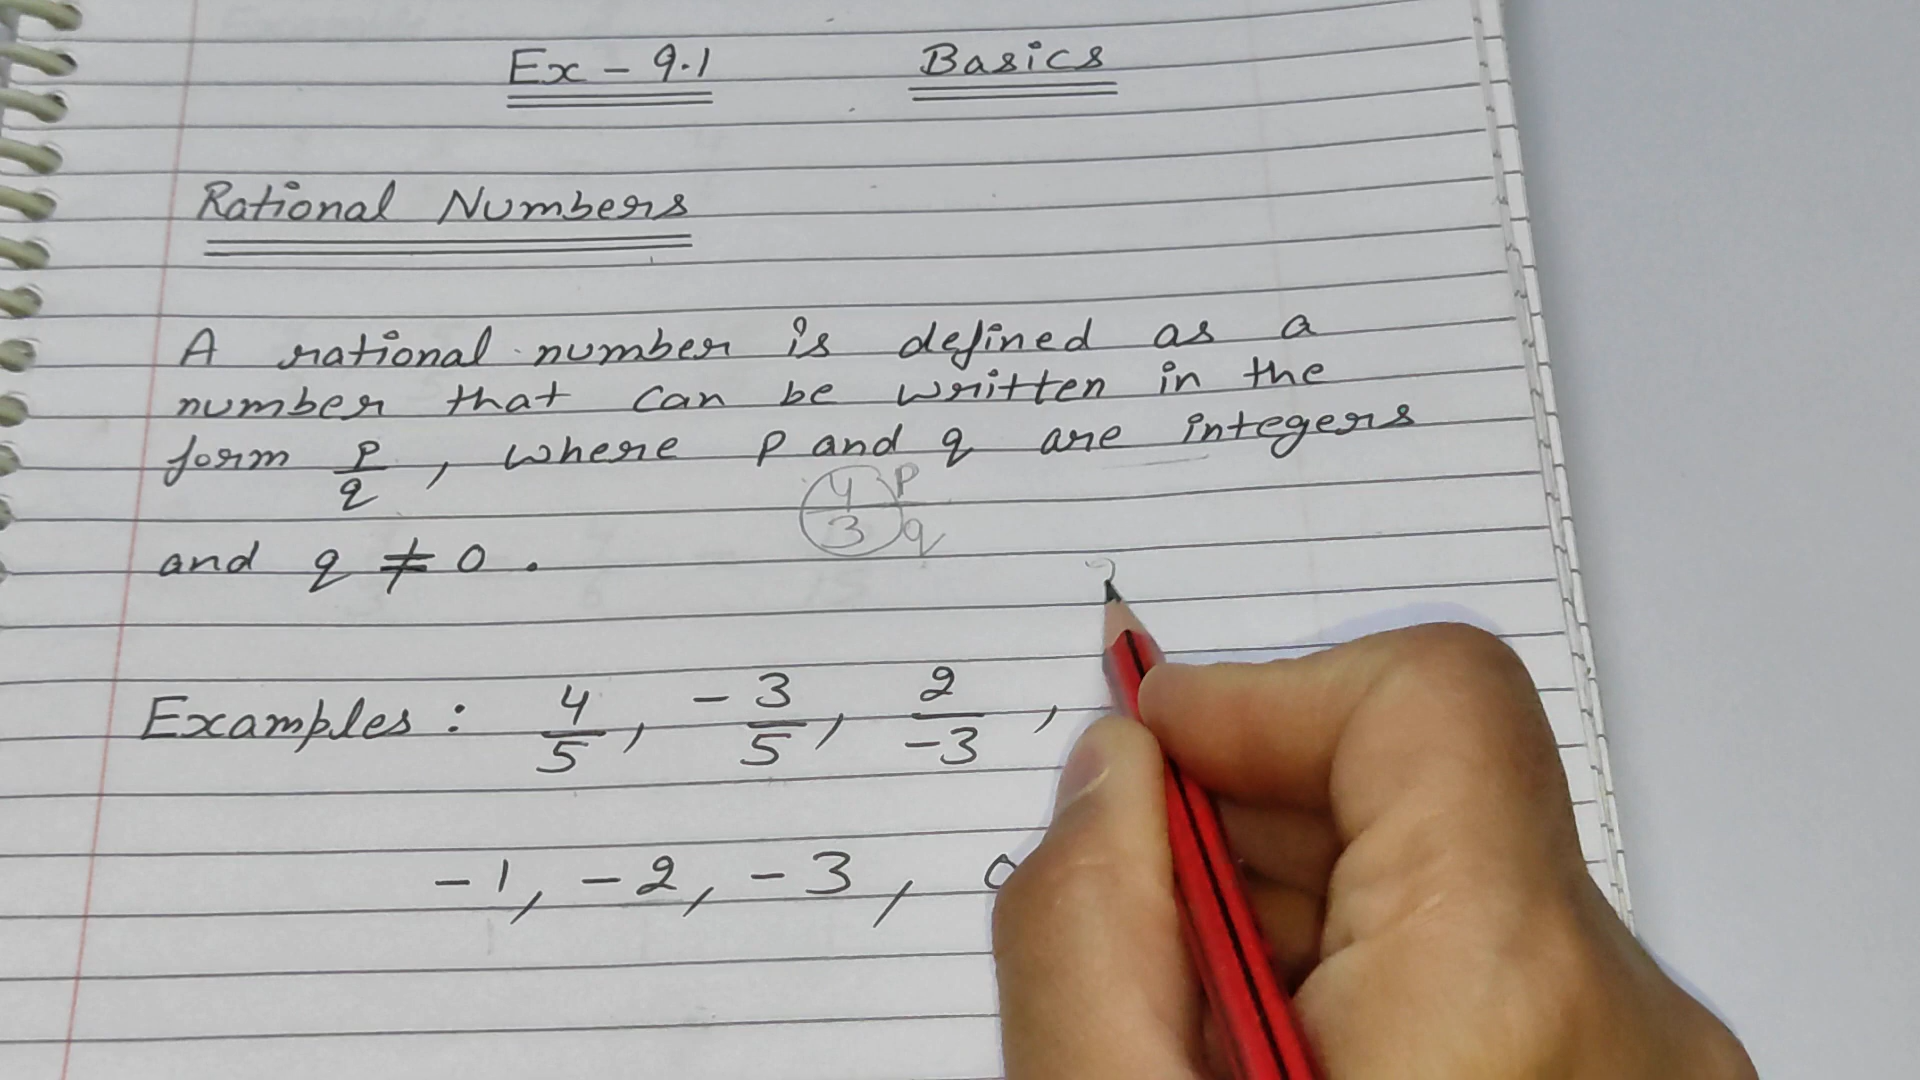 Ex - 9.1 Basics
Rational Numbers
A rational number is defined as a
number that can be written in the
form p/q, where p and q are integers
4/3 p/q
and q ≠ 0.
Examples: 4/5, -3/5, 2/-3,
-1, -2, -3, 0